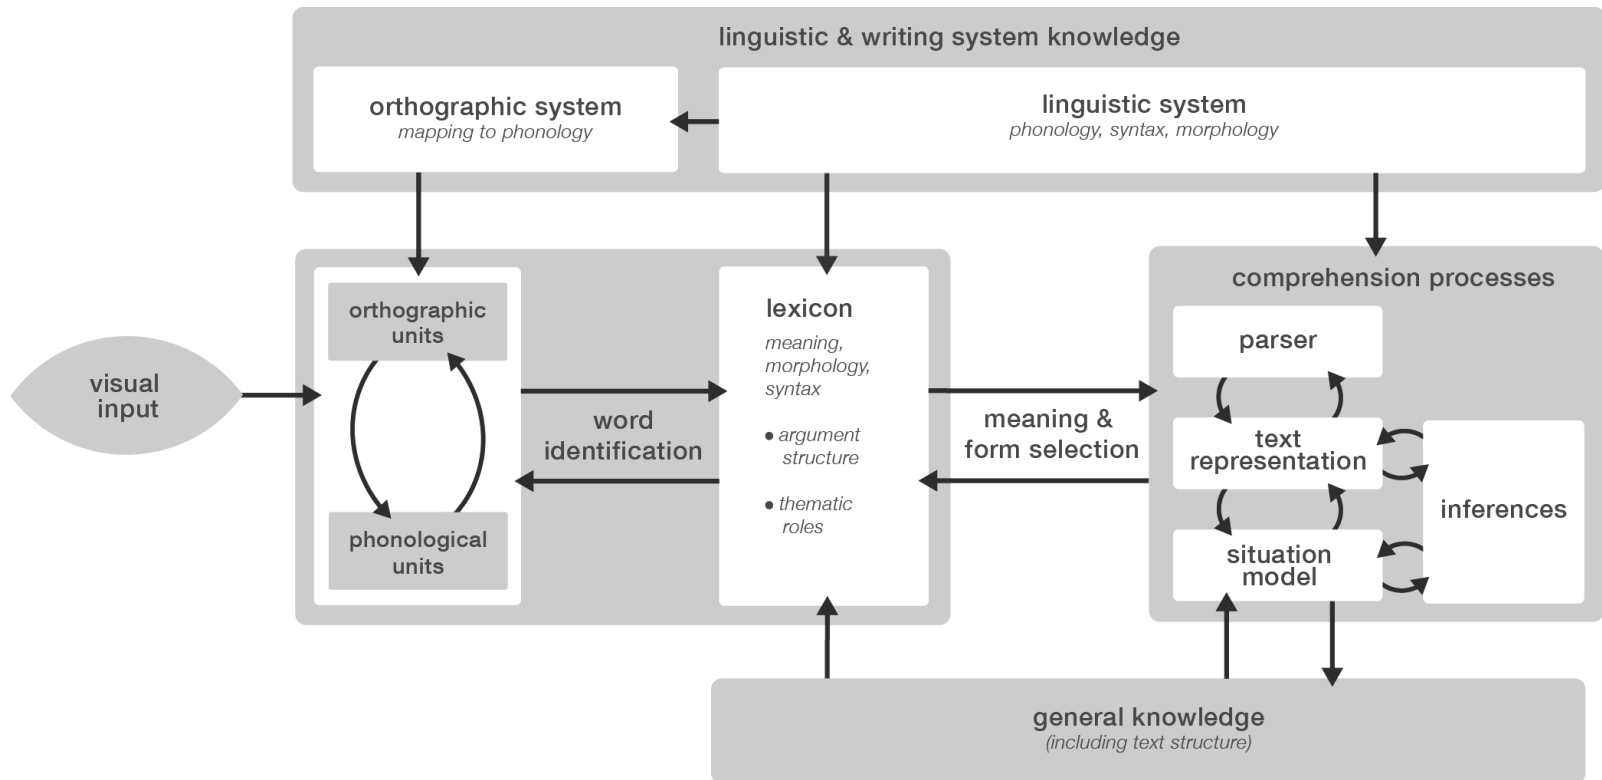 linguistic & writing system knowledge
orthographic system
mapping to phonology
linguistic system
phonology, syntax, morphology
visual
input
orthographic
units
phonological
units
word
identification
lexicon
meaning,
morphology,
syntax
• argument
structure
• thematic
roles
meaning &
form selection
comprehension processes
parser
text
representation
situation
model
inferences
general knowledge
(including text structure)